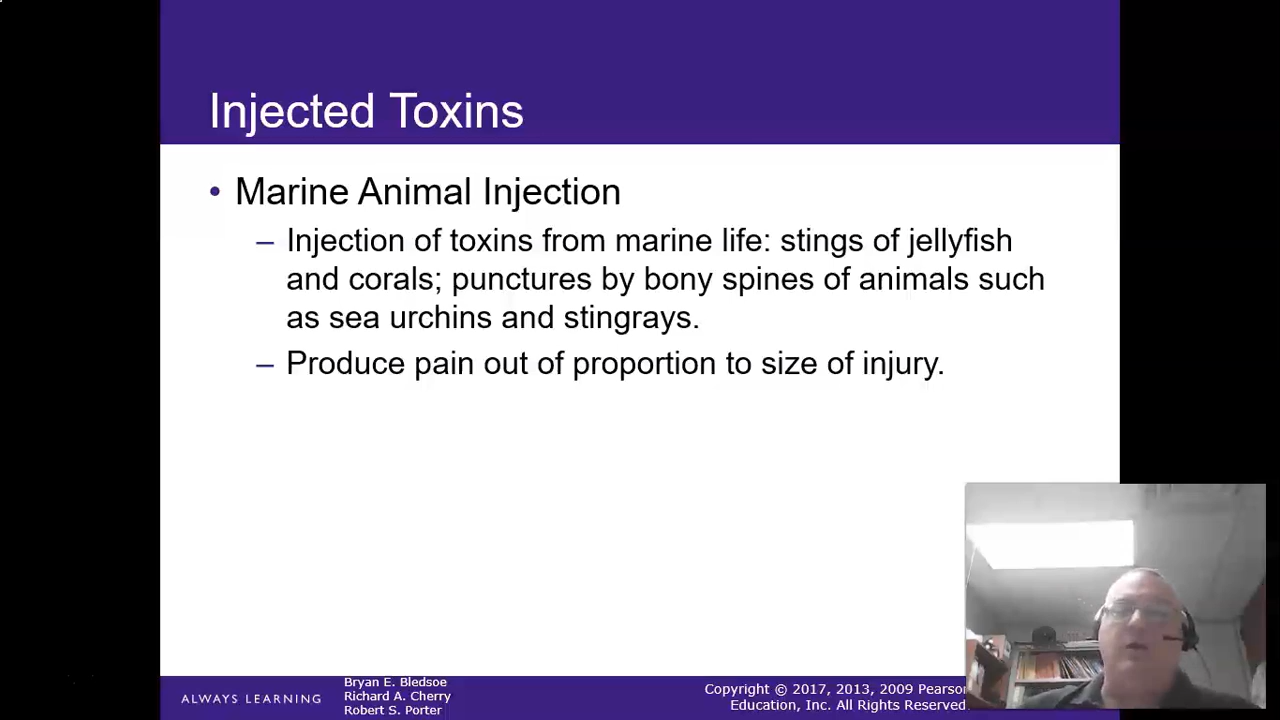 Injected Toxins
• Marine Animal Injection
– Injection of toxins from marine life: stings of jellyfish
and corals; punctures by bony spines of animals such
as sea urchins and stingrays.
– Produce pain out of proportion to size of injury.
ALWAYS LEARNING
Bryan E. Bledsoe
Richard A. Cherry
Robert S. Porter
Copyright © 2017, 2013, 2009 Pearson
Education, Inc. All Rights Reserved.